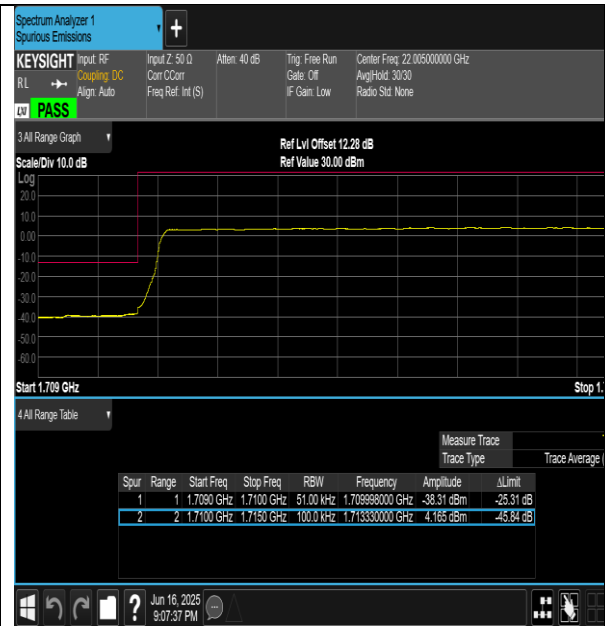 Spectrum Analyzer 1
Spurious Emissions
+
KEYSIGHT Input: RF Input Z: 50 Ω Atten: 40 dB Trig: Free Run Center Freq: 22.005000000 GHz
RL Coupling: DC Corr CCorr Gate: Off Avg|Hold: 30/30
Align: Auto Freq Ref: Int (S) IF Gain: Low Radio Std: None
LXI PASS
3 All Range Graph
Ref Lvl Offset 12.28 dB
Scale/Div 10.0 dB Ref Value 30.00 dBm
Log
20.0
10.0
0.00
-10.0
-20.0
-30.0
-40.0
-50.0
-60.0
Start 1.709 GHz Stop 1.
4 All Range Table
Measure Trace
Trace Type Trace Average (
Spur Range Start Freq Stop Freq RBW Frequency Amplitude ΔLimit
1 1 1.7090 GHz 1.7100 GHz 51.00 kHz 1.709998000 GHz -38.31 dBm -25.31 dB
2 2 1.7100 GHz 1.7150 GHz 100.0 kHz 1.713330000 GHz 4.165 dBm -45.84 dB
? Jun 16, 2025
9:07:37 PM